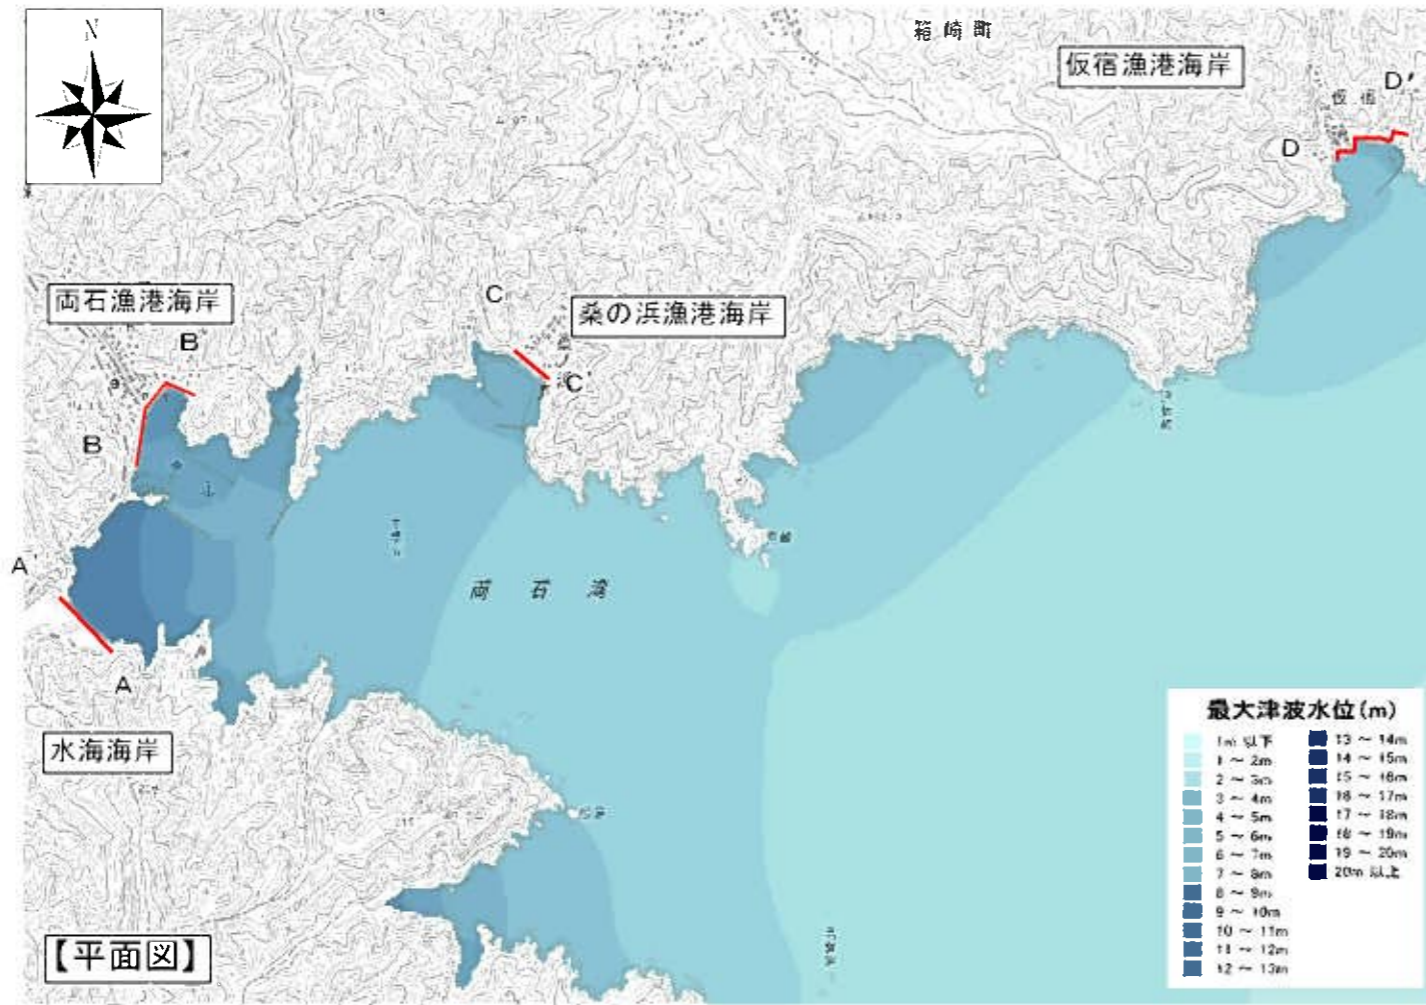 N
箱崎町
仮宿漁港海岸
D'
仮宿
D
両石漁港海岸
C
桑の浜漁港海岸
B
C'
B
A'
両石湾
A
水海海岸
最大津波水位(m)
1m 以下
1 ~ 2m
2 ~ 3m
3 ~ 4m
4 ~ 5m
5 ~ 6m
6 ~ 7m
7 ~ 8m
8 ~ 9m
9 ~ 10m
10 ~ 11m
11 ~ 12m
12 ~ 13m
13 ~ 14m
14 ~ 15m
15 ~ 16m
16 ~ 17m
17 ~ 18m
18 ~ 19m
19 ~ 20m
20m 以上
【平面図】